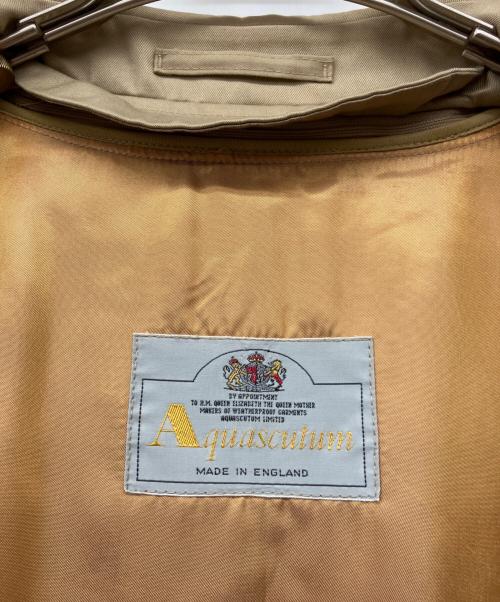 BY APPOINTMENT
TO H.M. QUEEN ELIZABETH THE QUEEN MOTHER
MAKERS OF WEATHERPROOF GARMENTS
AQUASCUTUM LIMITED
Aquascutum
MADE IN ENGLAND